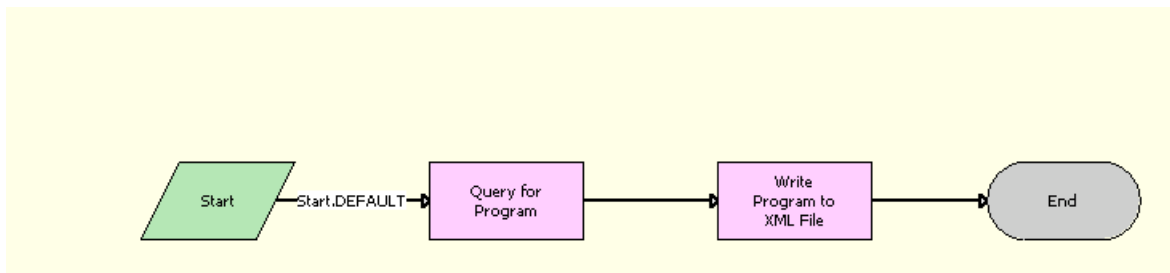 Start
Start.DEFAULT
Query for
Program
Write
Program to
XML File
End